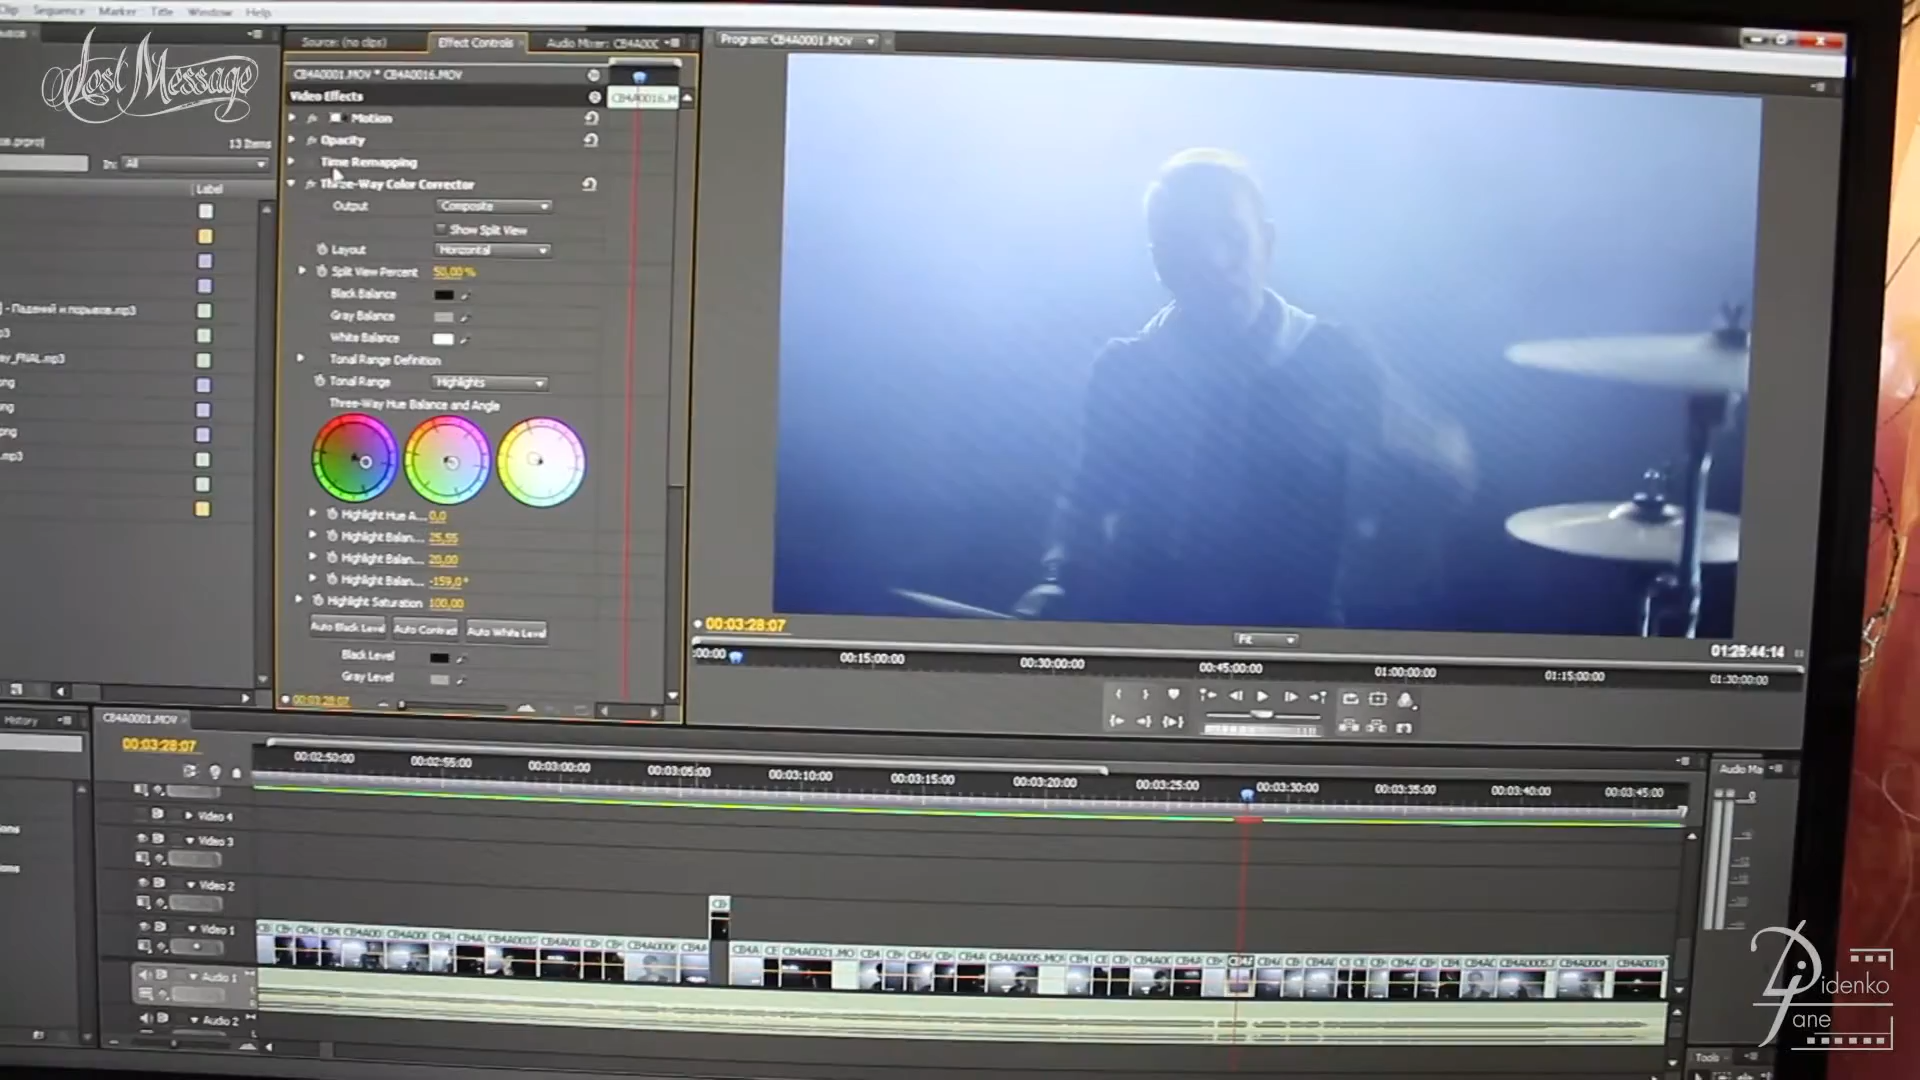 Clip Sequence Marker Title Window Help
Lost Message
13 Items
In: All
Label
- Падений и порывов.mp3
ay_FINAL.mp3
png
png
.mp3
Source: (no clips)
Effect Controls
Audio Mixer: CB4A000
CB4A0001.MOV * CB4A0016.MOV
Video Effects
CB4A0016.M
Motion
Opacity
Time Remapping
Three-Way Color Corrector
Output Composite
Show Split View
Layout Horizontal
Split View Percent 50,00 %
Black Balance
Gray Balance
White Balance
Tonal Range Definition
Tonal Range Highlights
Three-Way Hue Balance and Angle
Highlight Hue A... 0,0
Highlight Balan... 25,55
Highlight Balan... 20,00
Highlight Balan... -159,0°
Highlight Saturation 100,00
Auto Black Level Auto Contrast Auto White Level
Black Level
Gray Level
00:03:28:07
Program: CB4A0001.MOV
00:03:28:07
Fit
01:25:44:14
:00:00 00:15:00:00 00:30:00:00 00:45:00:00 01:00:00:00 01:15:00:00 01:30:00:00
History
CB4A0001.MOV
00:03:28:07
00:02:50:00 00:02:55:00 00:03:00:00 00:03:05:00 00:03:10:00 00:03:15:00 00:03:20:00 00:03:25:00 00:03:30:00 00:03:35:00 00:03:40:00 00:03:45:00
Video 4
Video 3
Video 2
Video 1
CB4A0021.MO
CB4A0005.MO
CB4A0005.
CB4A0004
CB4A0019
Audio 1
Audio 2
Audio Ma
Tools
Didenko
Jane